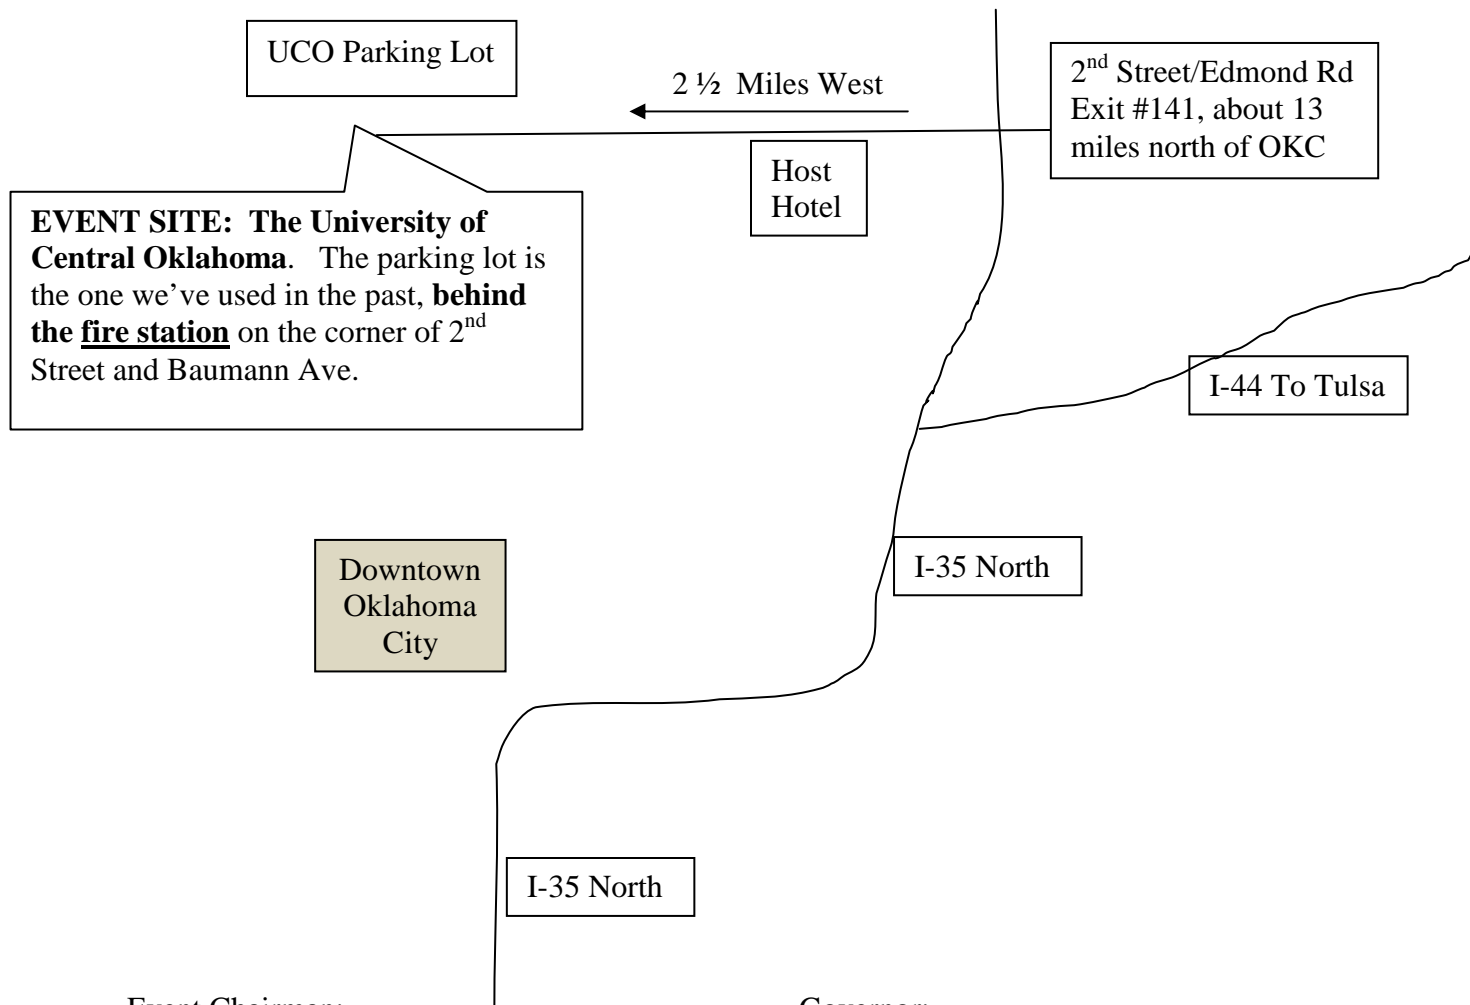 UCO Parking Lot
2 ½ Miles West
2nd Street/Edmond Rd
Exit #141, about 13
miles north of OKC
Host
Hotel
EVENT SITE: The University of
Central Oklahoma. The parking lot is
the one we’ve used in the past, behind
the fire station on the corner of 2nd
Street and Baumann Ave.
I-44 To Tulsa
Downtown
Oklahoma
City
I-35 North
I-35 North
Event Chairman:
Governor: